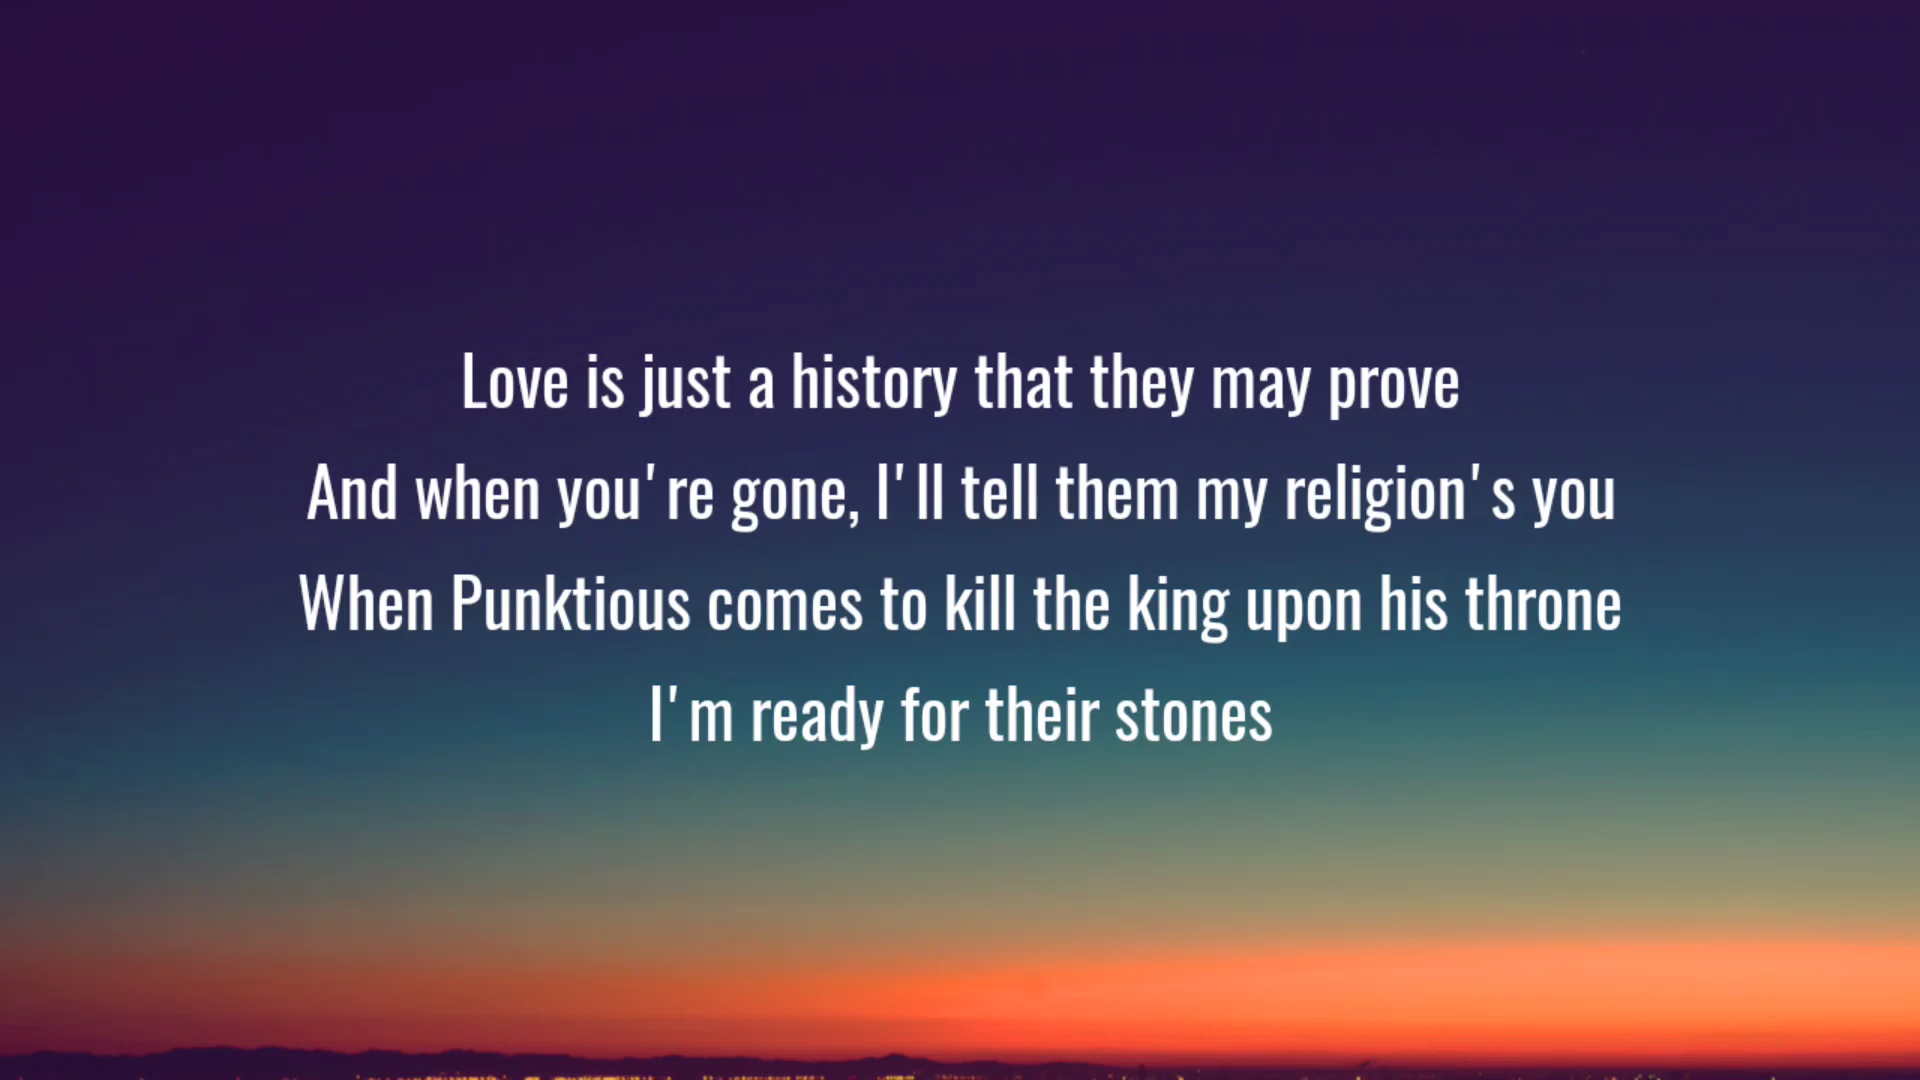 Love is just a history that they may prove
And when you're gone, I'll tell them my religion's you
When Punktious comes to kill the king upon his throne
I'm ready for their stones